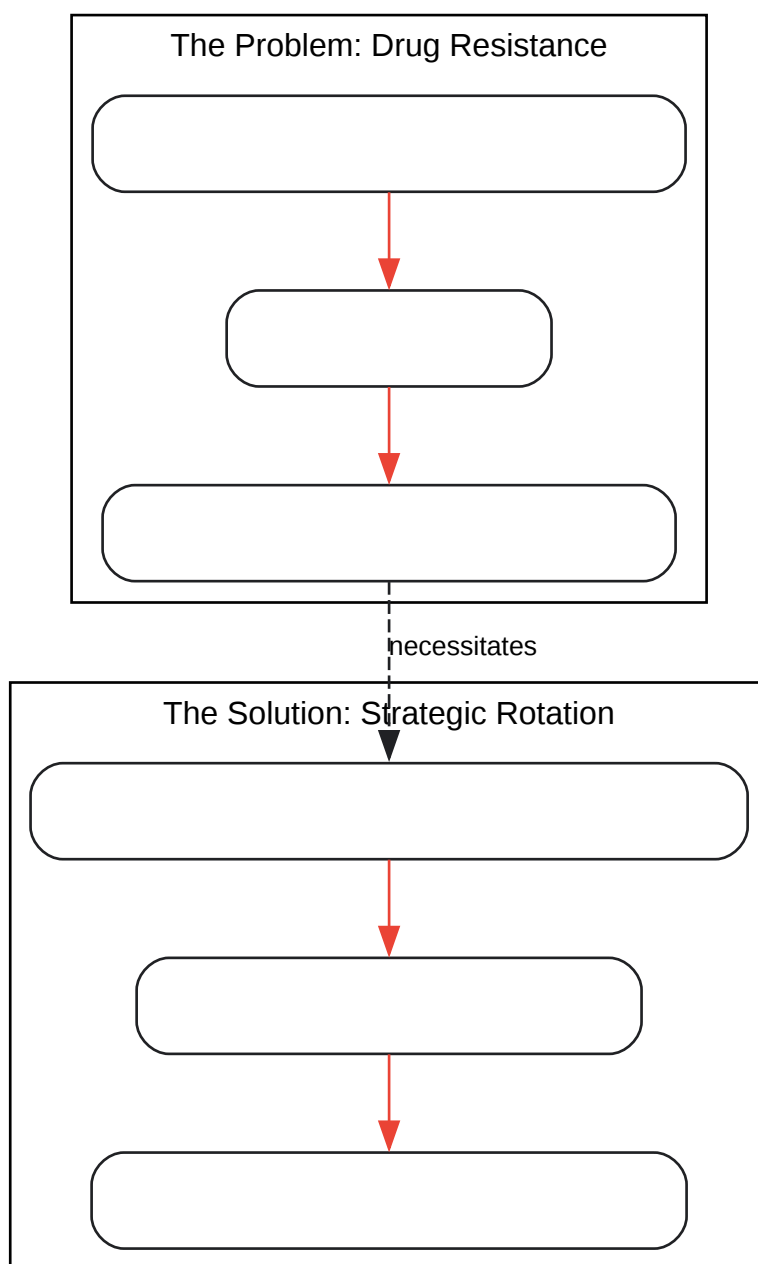 The Problem: Drug Resistance
necessitates
The Solution: Strategic Rotation